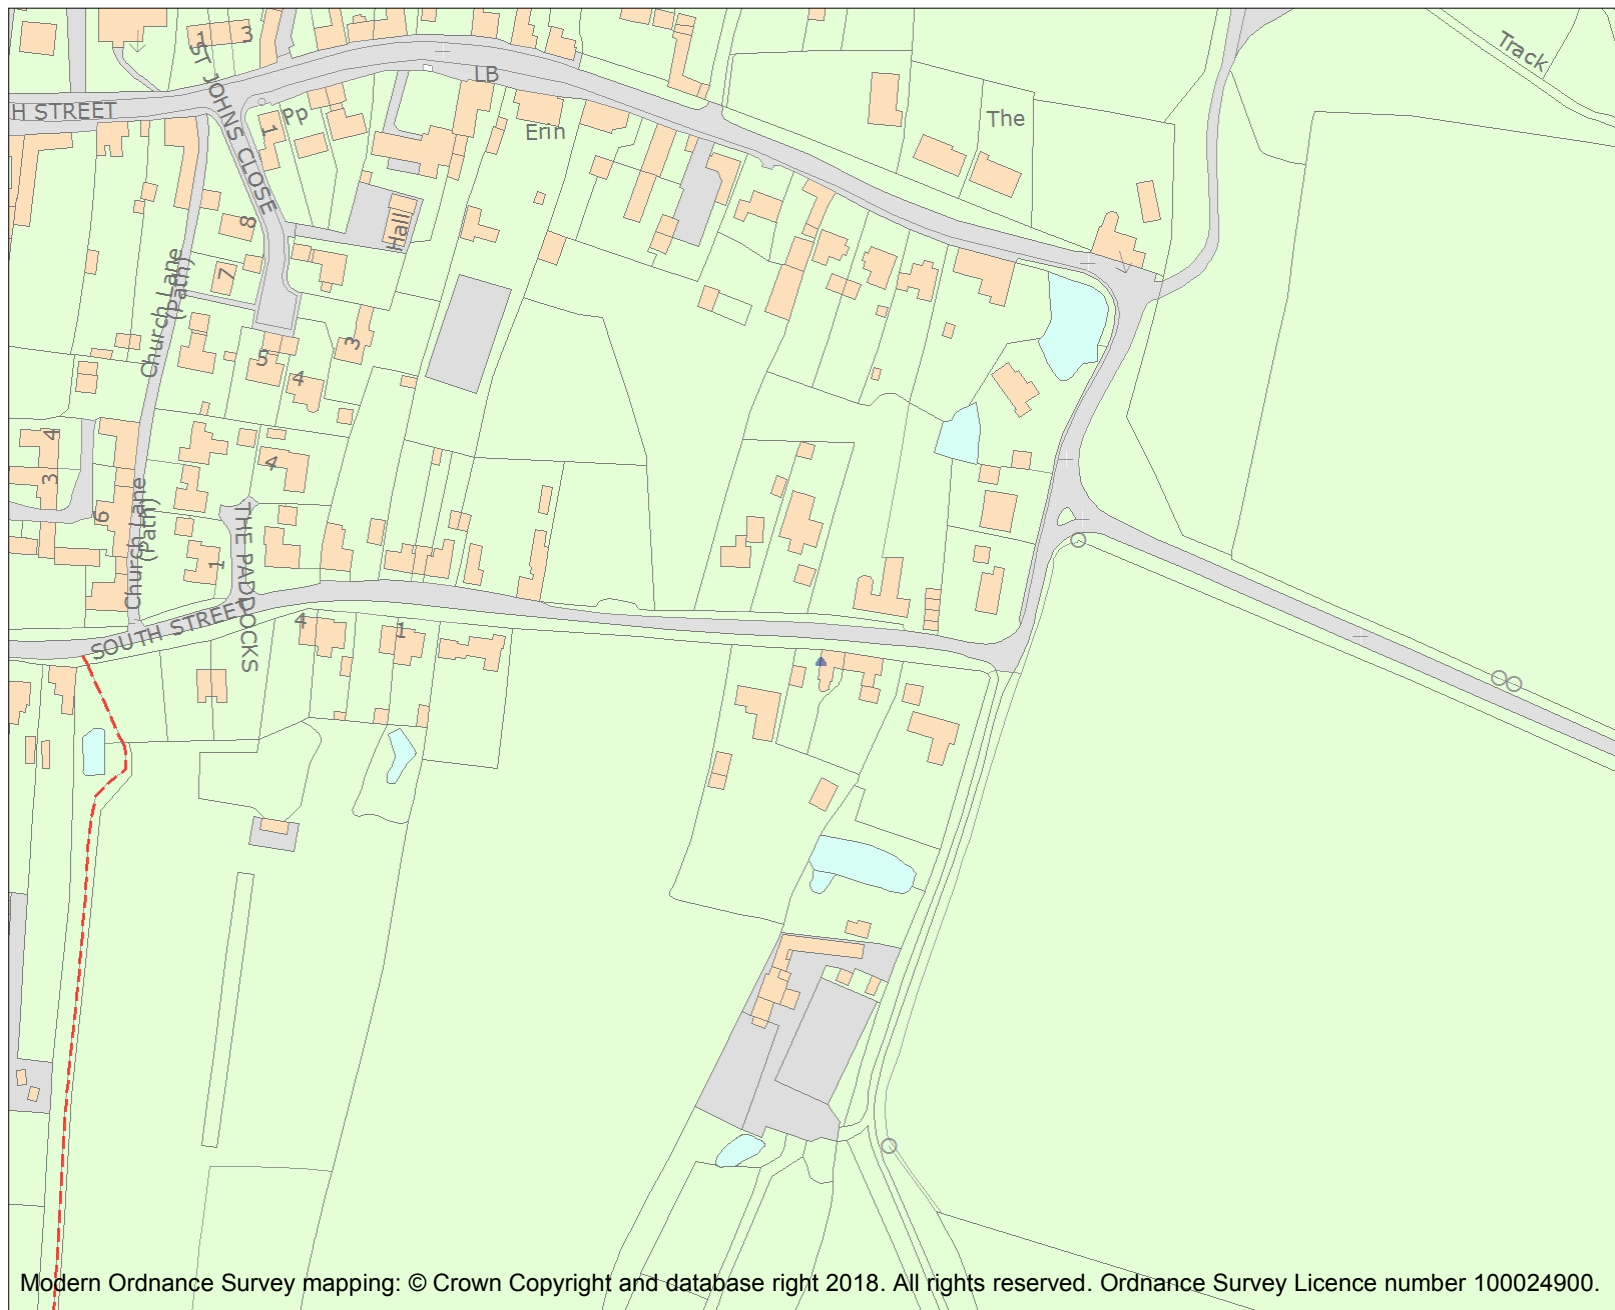 Track
1
3
ST JOHNS CLOSE
LB
H STREET
Pp
1
Erin
The
8
Hall
7
Church Lane
(Path)
5
3
4
4
3
4
6
Church Lane
(Path)
THE PADDOCKS
1
SOUTH STREET
4
1
Modern Ordnance Survey mapping: © Crown Copyright and database right 2018. All rights reserved. Ordnance Survey Licence number 100024900.